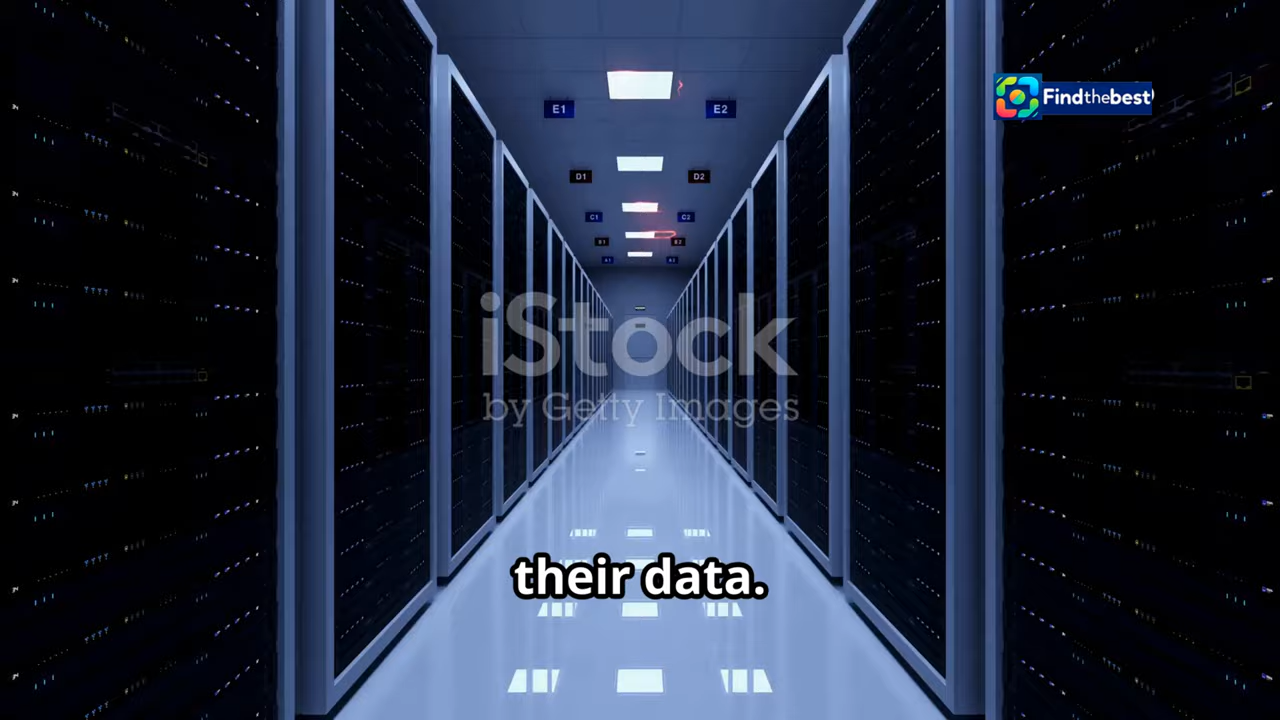 E1
E2
Findthebest
D1
D2
C1
C2
iStock
by Getty Images
their data.